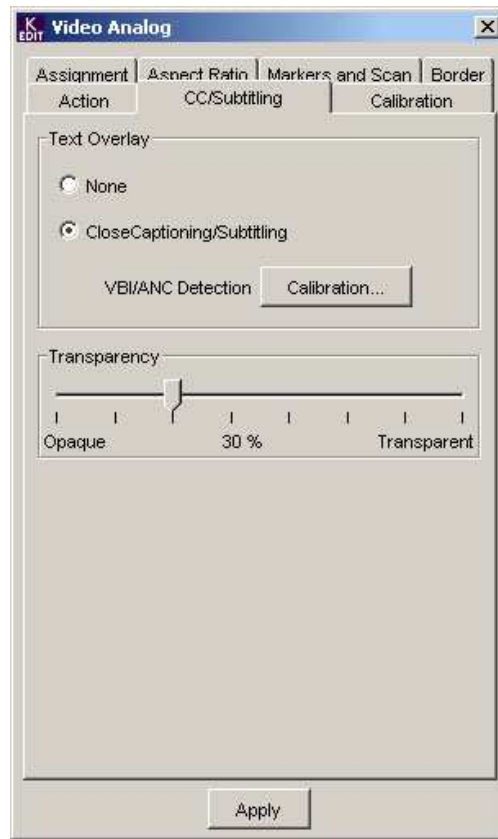 K EDIT Video Analog
Assignment Aspect Ratio Markers and Scan Border
Action CC/Subtitling Calibration
Text Overlay
None
CloseCaptioning/Subtitling
VBI/ANC Detection Calibration...
Transparency
Opaque 30 % Transparent
Apply